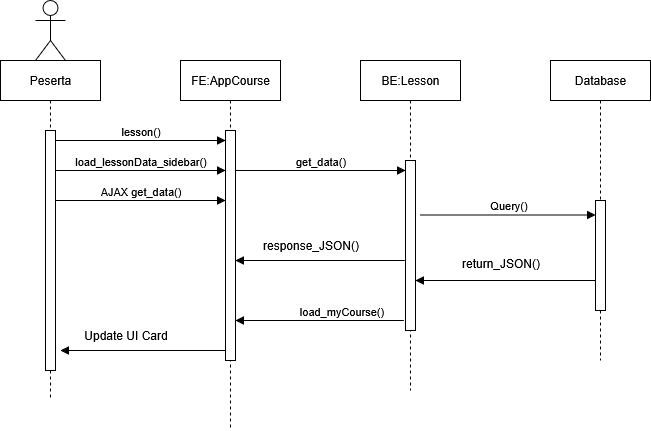 Peserta
FE:AppCourse
BE:Lesson
Database
lesson()
load_lessonData_sidebar()
get_data()
AJAX get_data()
Query()
response_JSON()
return_JSON()
load_myCourse()
Update UI Card